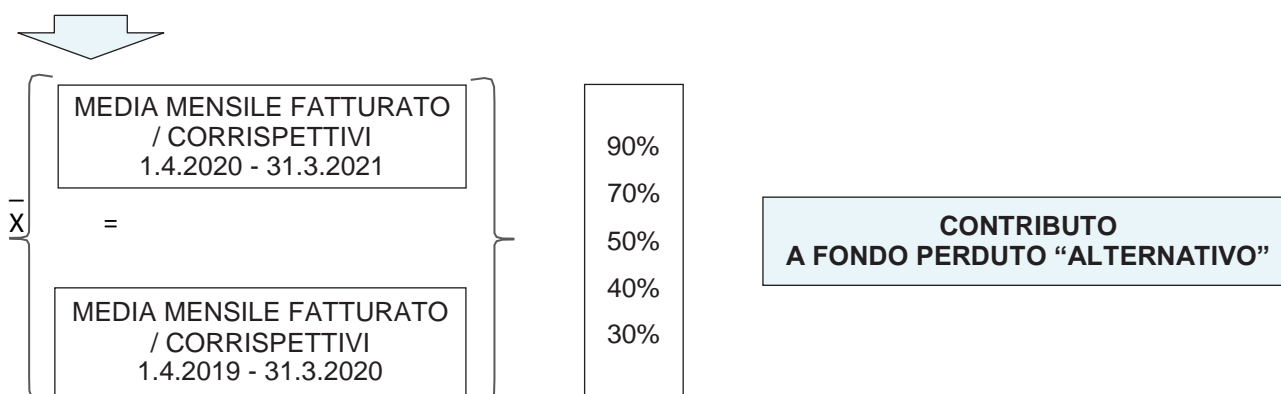 MEDIA MENSILE FATTURATO
/ CORRISPETTIVI
1.4.2020 - 31.3.2021
_
X =
MEDIA MENSILE FATTURATO
/ CORRISPETTIVI
1.4.2019 - 31.3.2020
90%
70%
50%
40%
30%
CONTRIBUTO
A FONDO PERDUTO “ALTERNATIVO”